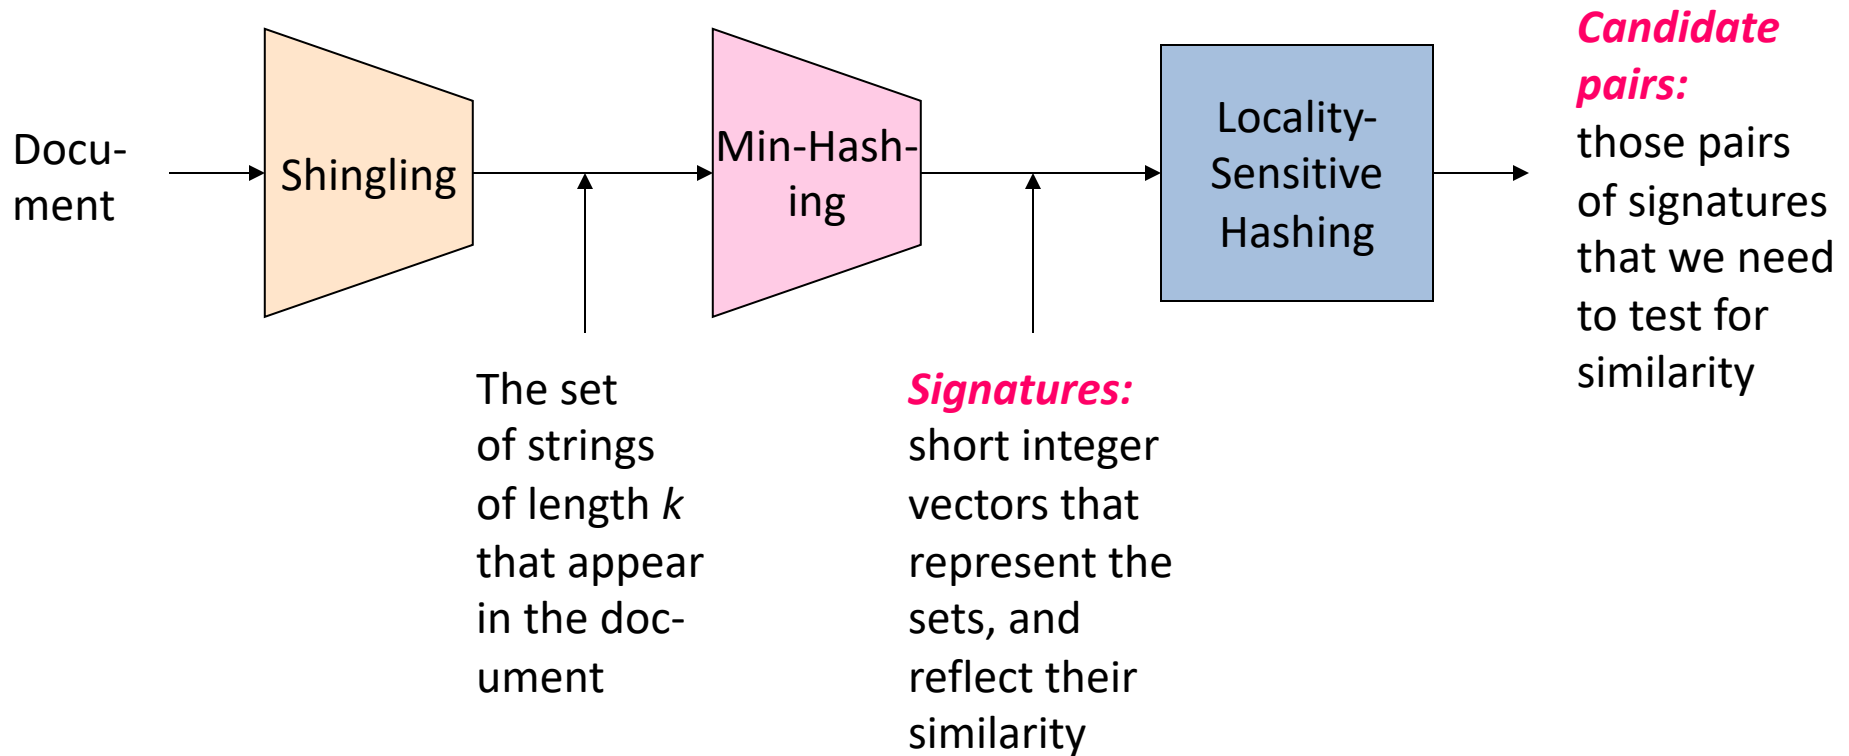 Docu-
ment
Shingling
The set
of strings
of length k
that appear
in the doc-
ument
Min-Hash-
ing
Signatures:
short integer
vectors that
represent the
sets, and
reflect their
similarity
Locality-
Sensitive
Hashing
Candidate
pairs:
those pairs
of signatures
that we need
to test for
similarity